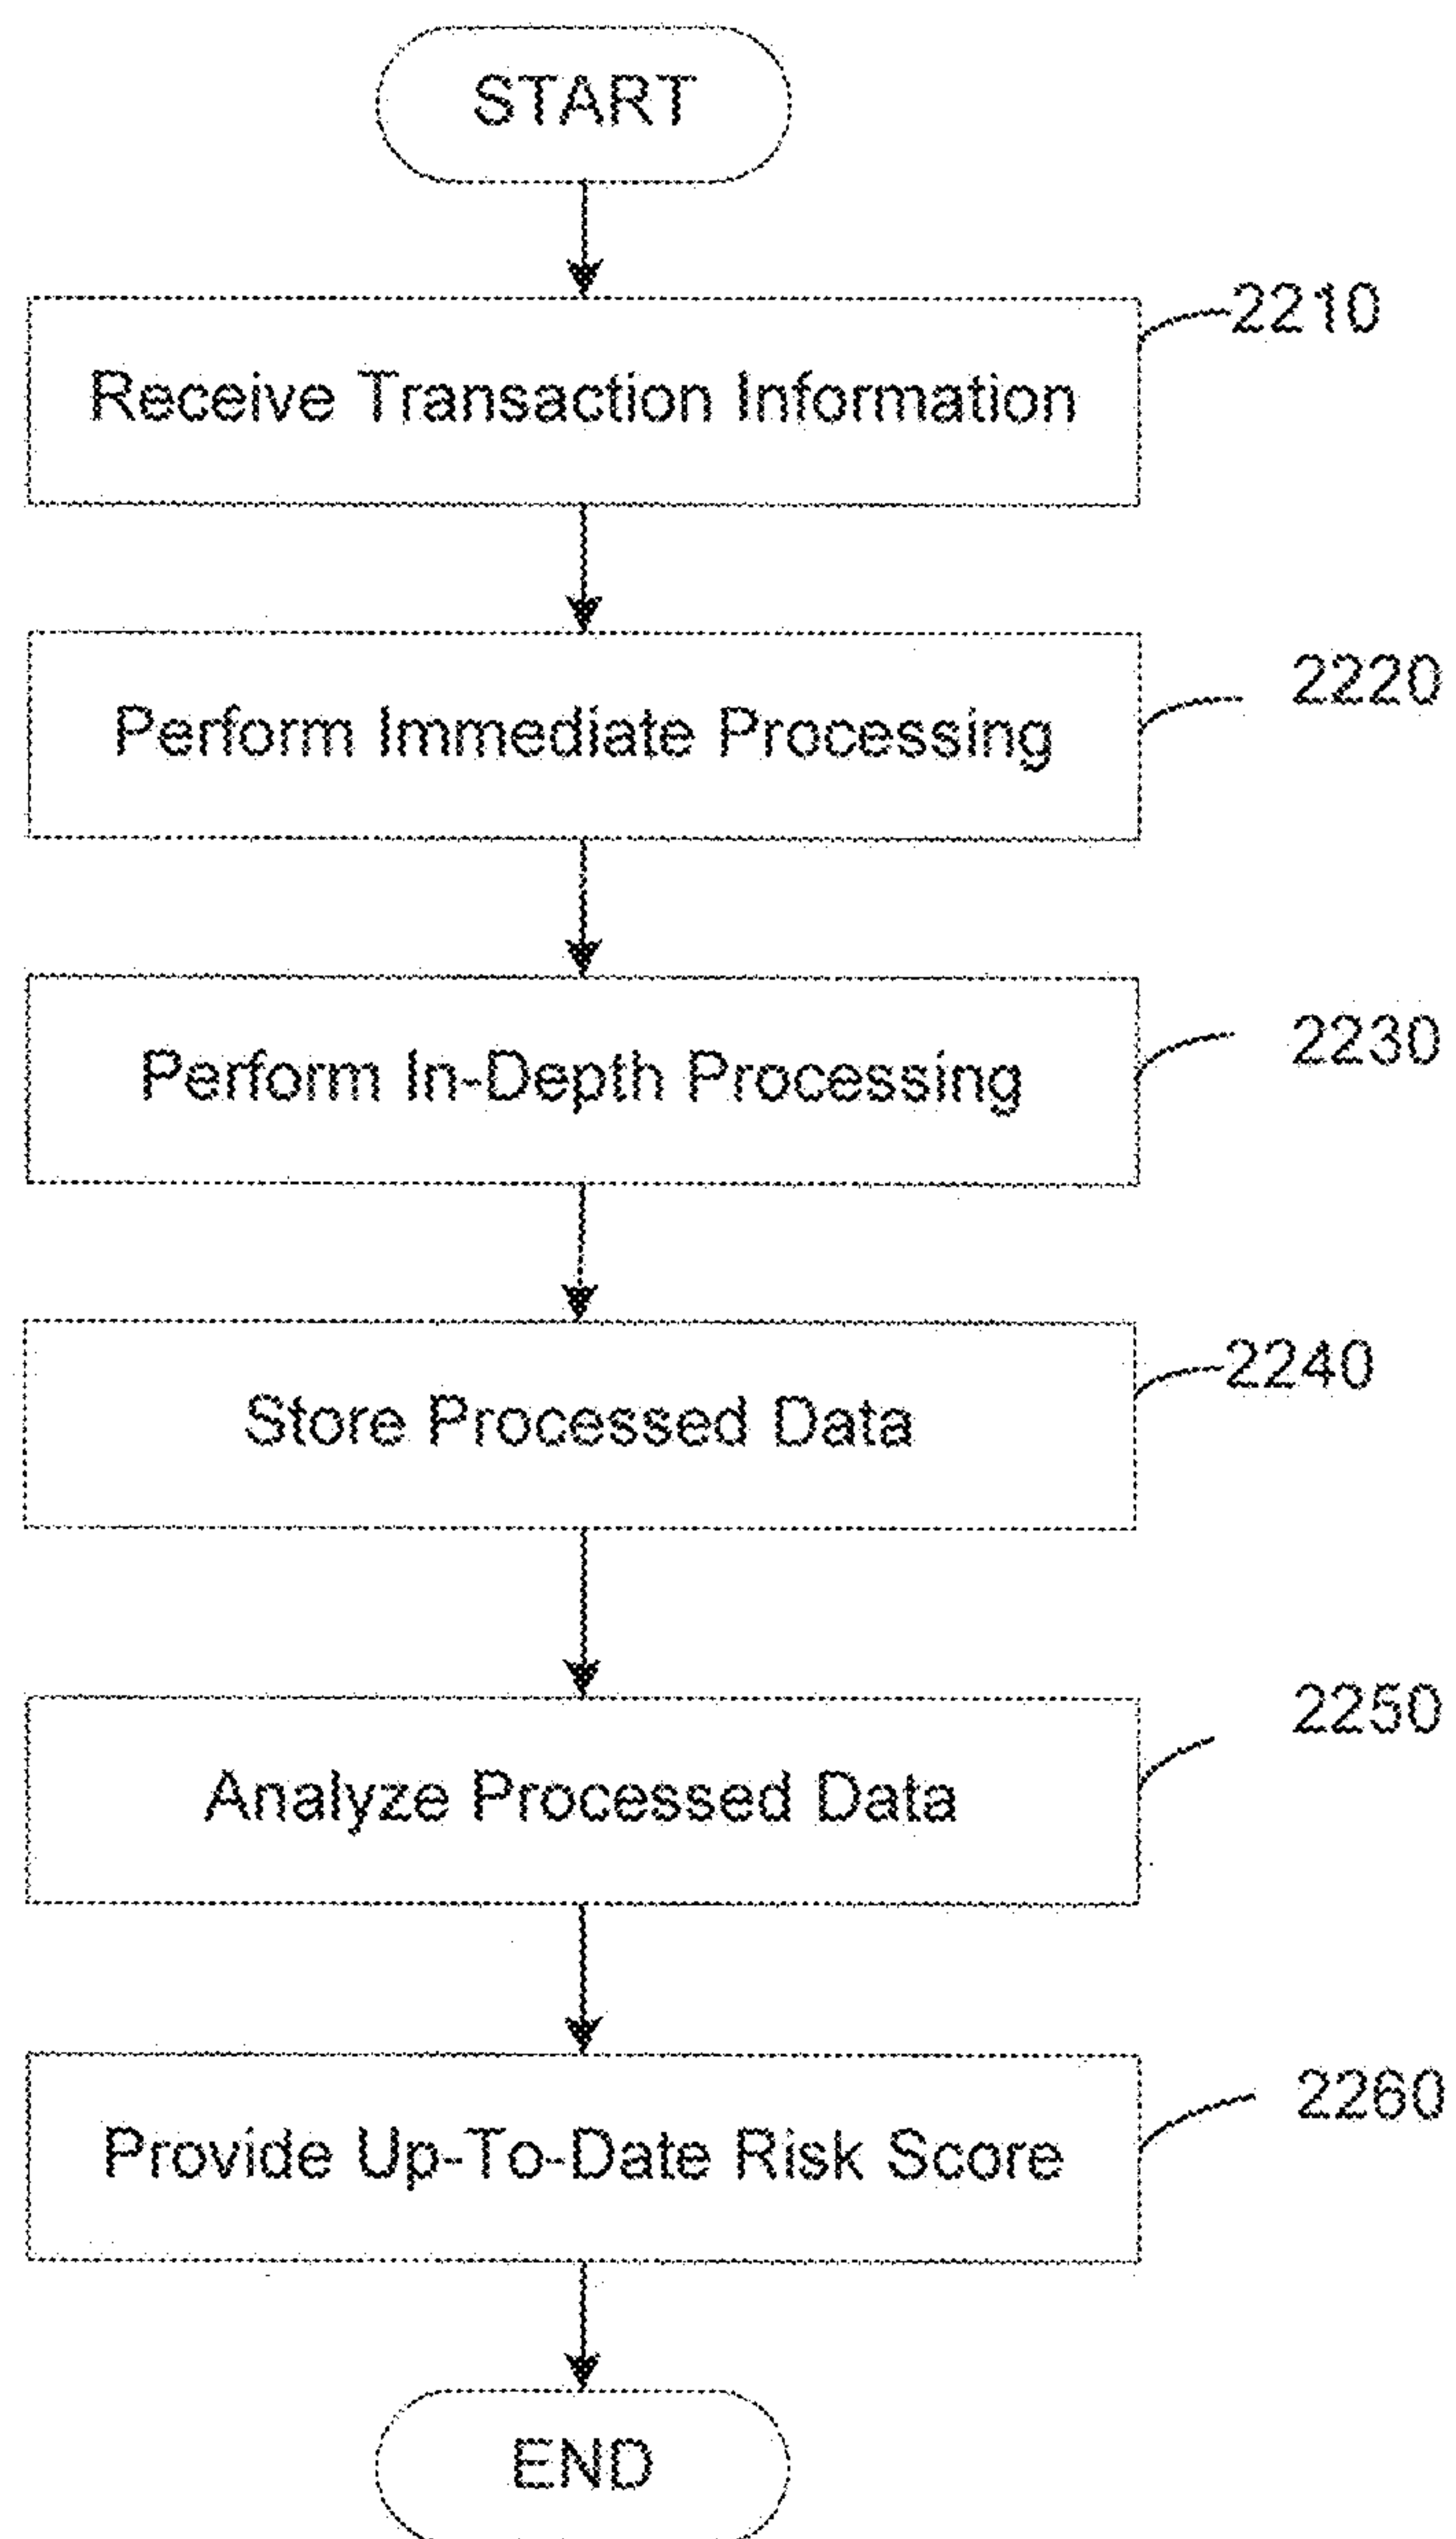 START
2210
Receive Transaction Information
2220
Perform Immediate Processing
2230
Perform In-Depth Processing
2240
Store Processed Data
2250
Analyze Processed Data
2260
Provide Up-To-Date Risk Score
END